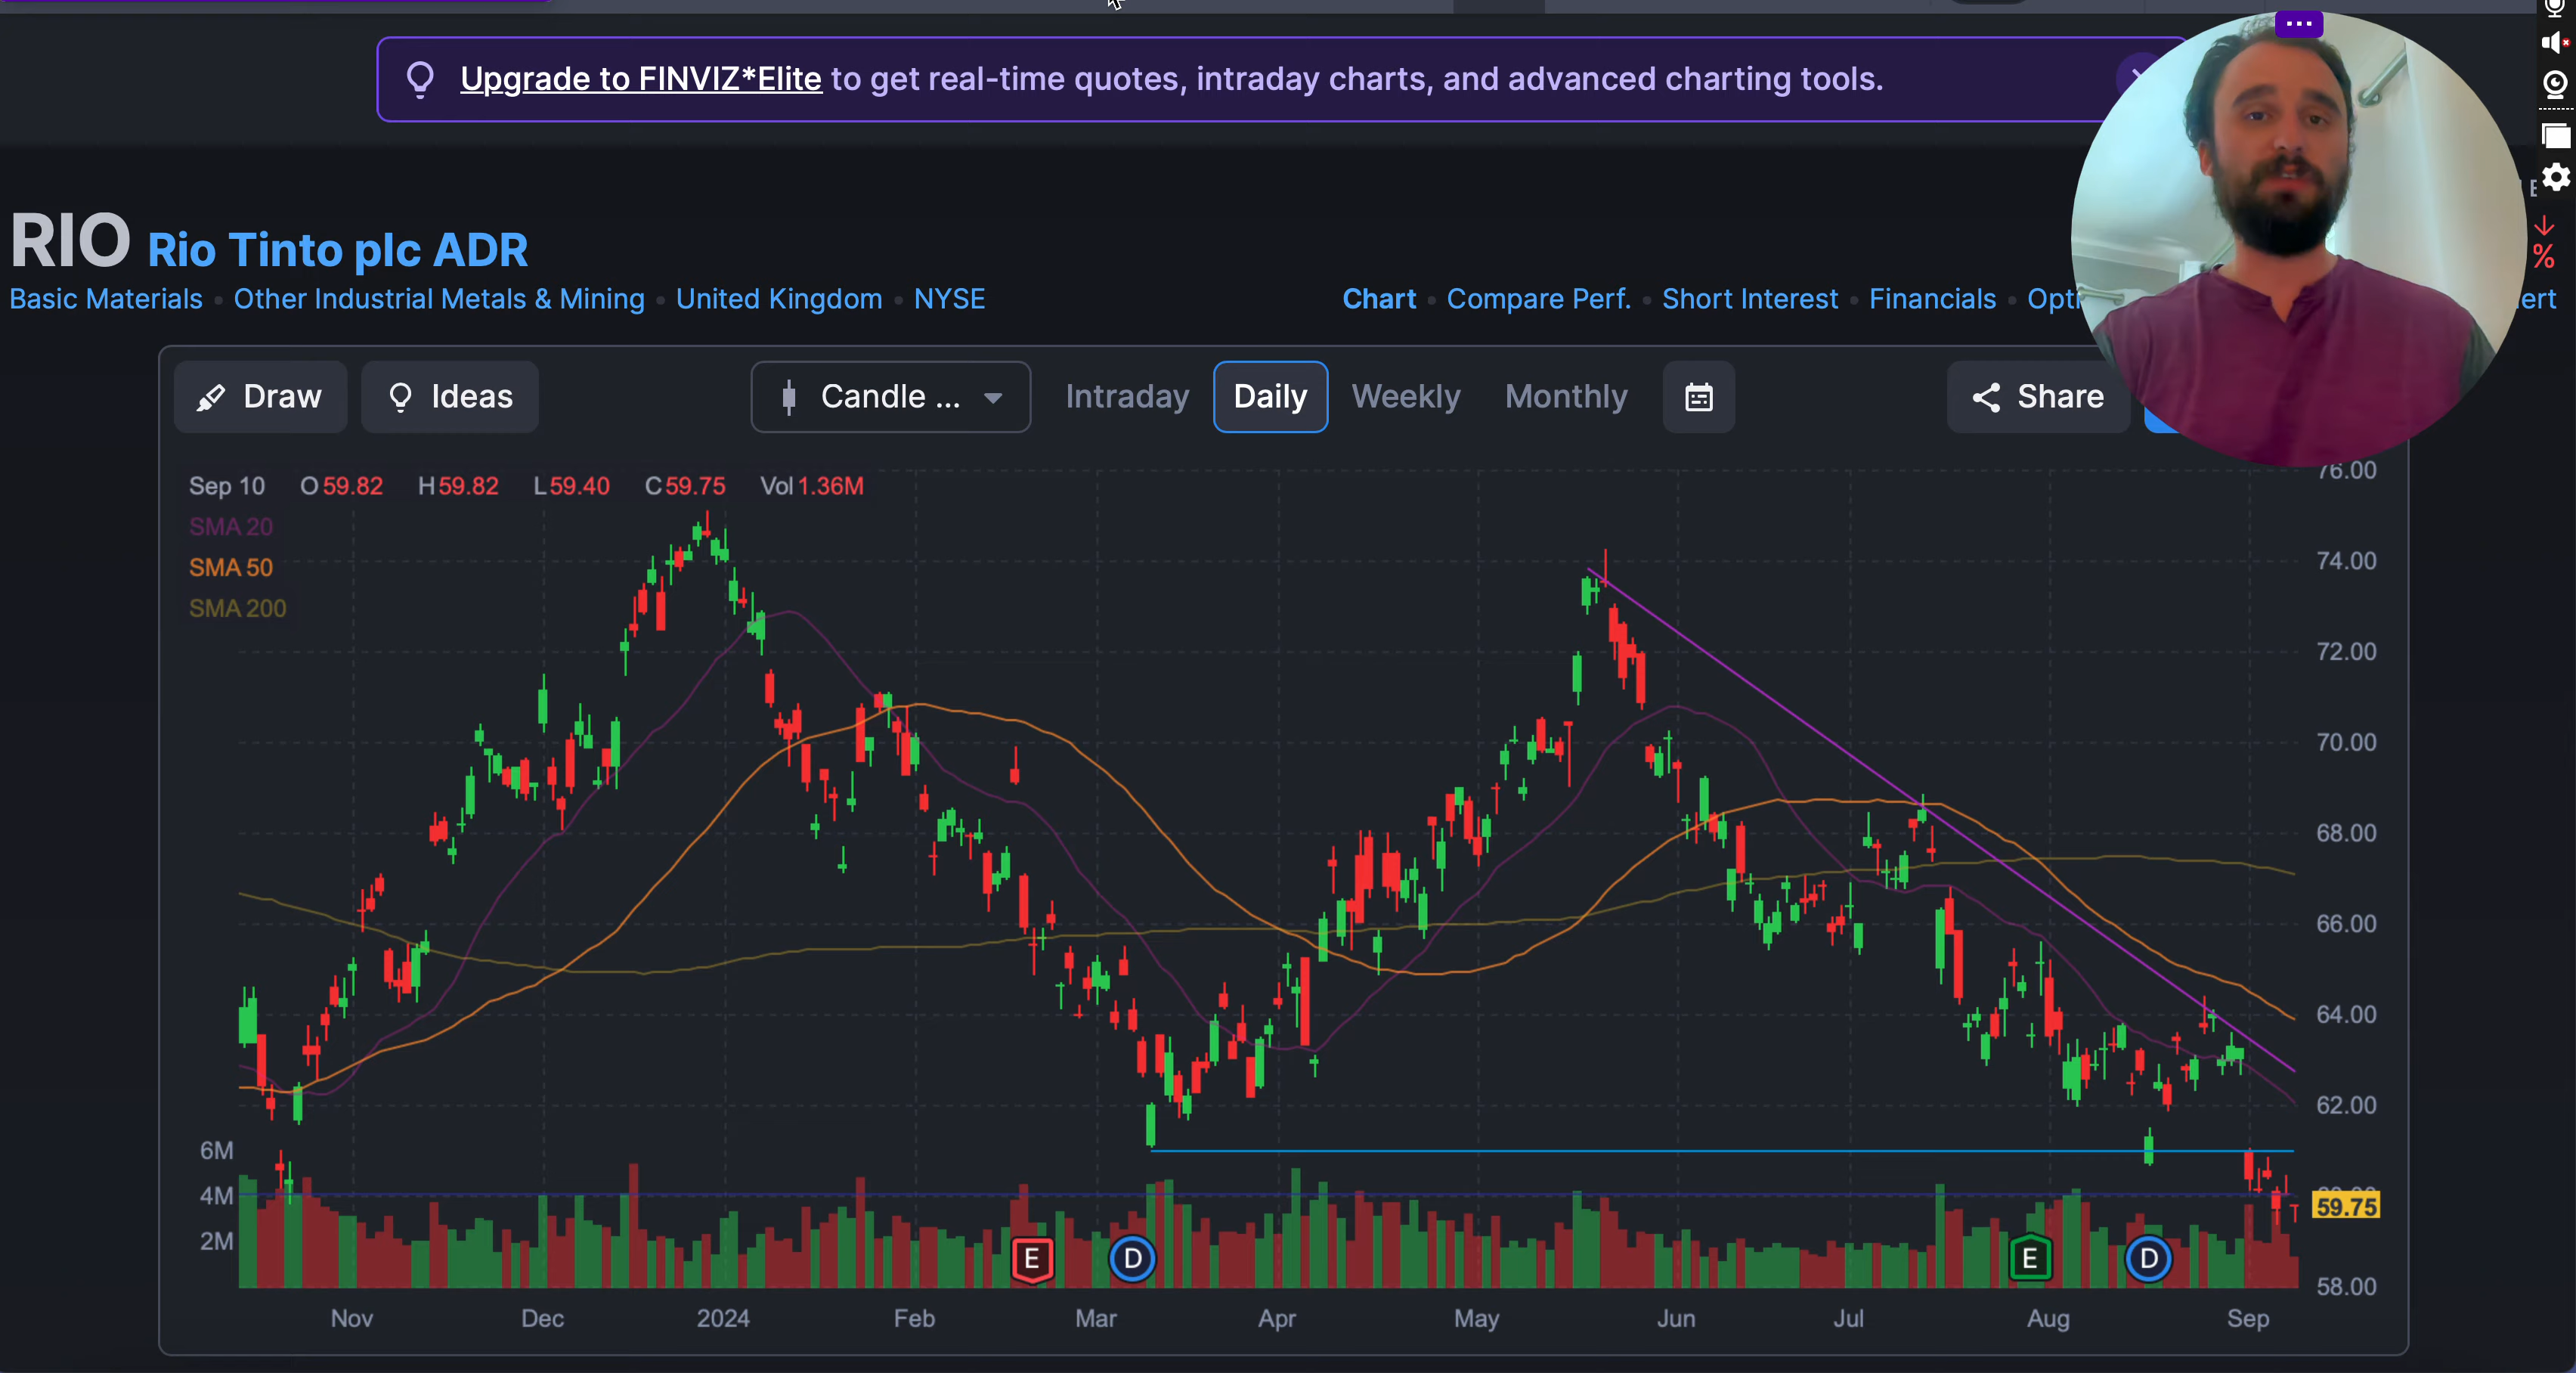 Upgrade to FINVIZ*Elite to get real-time quotes, intraday charts, and advanced charting tools.
RIO Rio Tinto plc ADR
%
Basic Materials • Other Industrial Metals & Mining • United Kingdom • NYSE
Chart • Compare Perf. • Short Interest • Financials •
Draw Ideas Candle ... Intraday Daily Weekly Monthly Share
Sep 10 O 59.82 H 59.82 L 59.40 C 59.75 Vol 1.36M
SMA 20
SMA 50
SMA 200
76.00
74.00
72.00
70.00
68.00
66.00
64.00
62.00
6M
4M
59.75
2M
E D E D
58.00
Nov Dec 2024 Feb Mar Apr May Jun Jul Aug Sep